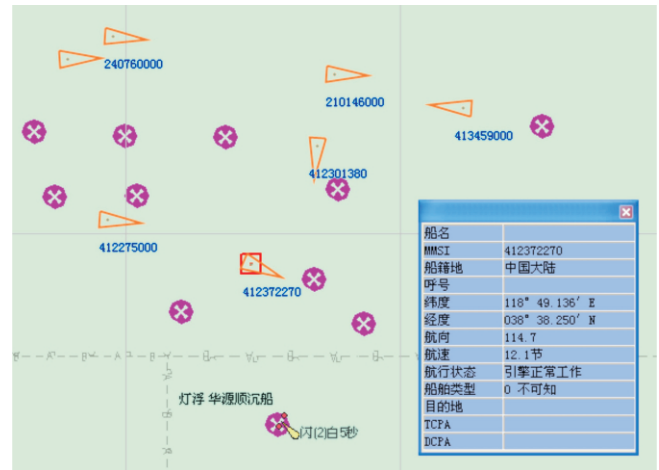 240760000
210146000
413459000
412301380
412275000
412372270
船名
MMSI 412372270
船籍地 中国大陆
呼号
纬度 118° 49.136′ E
经度 038° 38.250′ N
航向 114.7
航速 12.1节
航行状态 引擎正常工作
船舶类型 0 不可知
目的地
TCPA
DCPA
灯浮 华源顺沉船
闪(2)白5秒